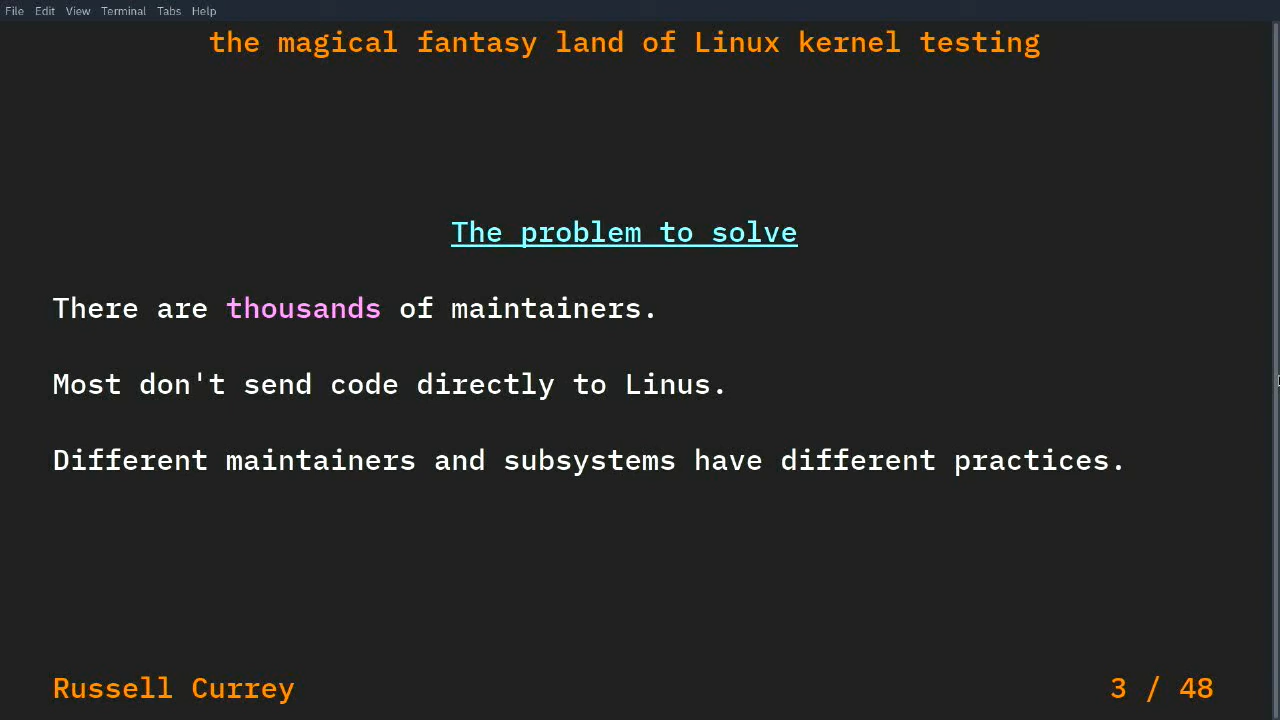 File Edit View Terminal Tabs Help
the magical fantasy land of Linux kernel testing
The problem to solve
There are thousands of maintainers.
Most don't send code directly to Linus.
Different maintainers and subsystems have different practices.
Russell Currey 3 / 48